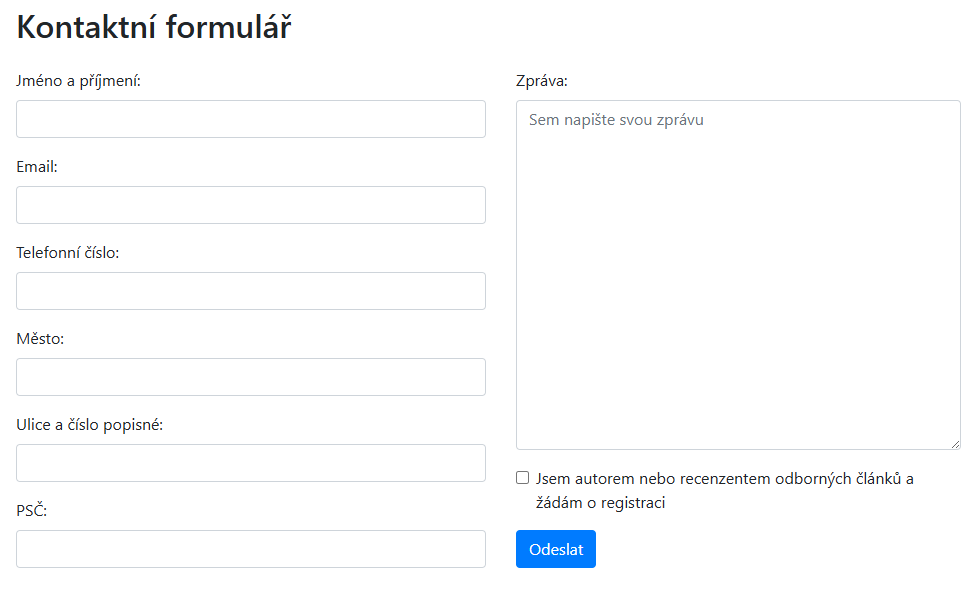 Kontaktní formulář
Jméno a příjmení:
Email:
Telefonní číslo:
Město:
Ulice a číslo popisné:
PSČ:
Zpráva:
Sem napište svou zprávu
Jsem autorem nebo recenzentem odborných článků a
žádám o registraci
Odeslat